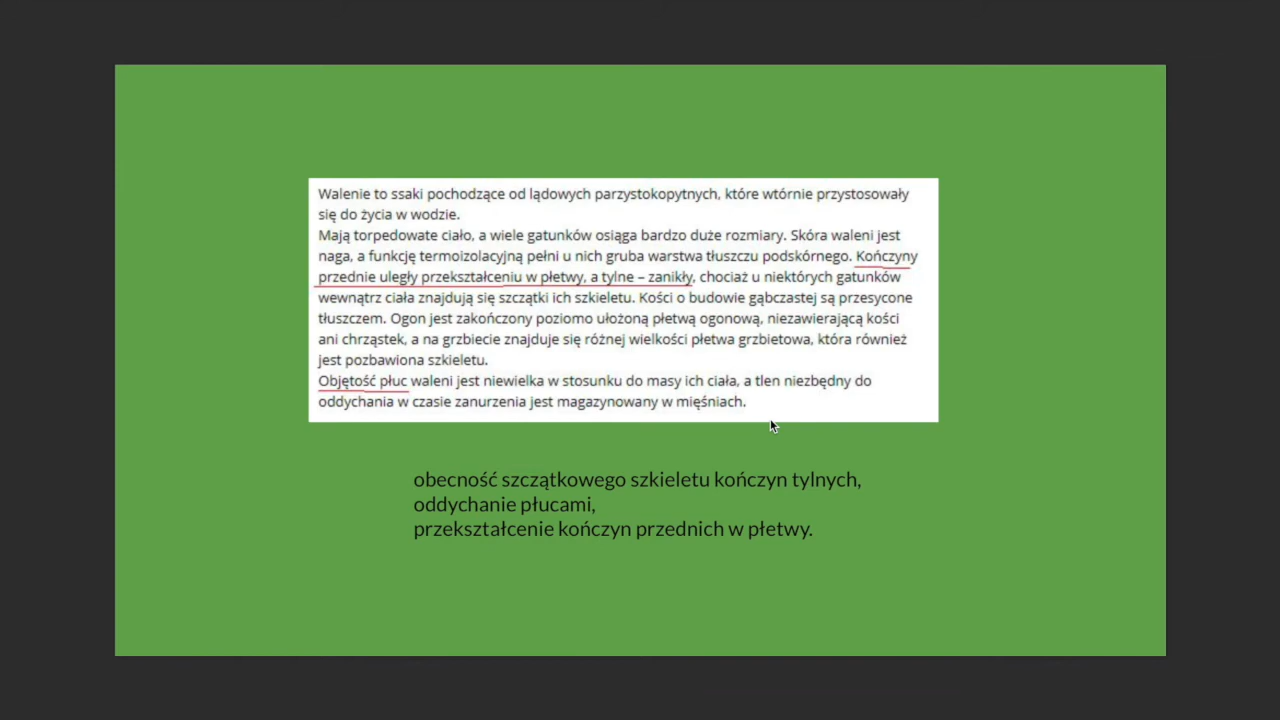 Walenie to ssaki pochodzące od lądowych parzystokopytnych, które wtórnie przystosowały
się do życia w wodzie.
Mają torpedowate ciało, a wiele gatunków osiąga bardzo duże rozmiary. Skóra waleni jest
naga, a funkcję termoizolacyjną pełni u nich gruba warstwa tłuszczu podskórnego. Kończyny
przednie uległy przekształceniu w płetwy, a tylne – zanikły, chociaż u niektórych gatunków
wewnątrz ciała znajdują się szczątki ich szkieletu. Kości o budowie gąbczastej są przesycone
tłuszczem. Ogon jest zakończony poziomo ułożoną płetwą ogonową, niezawierającą kości
ani chrząstek, a na grzbiecie znajduje się różnej wielkości płetwa grzbietowa, która również
jest pozbawiona szkieletu.
Objętość płuc waleni jest niewielka w stosunku do masy ich ciała, a tlen niezbędny do
oddychania w czasie zanurzenia jest magazynowany w mięśniach.
obecność szczątkowego szkieletu kończyn tylnych,
oddychanie płucami,
przekształcenie kończyn przednich w płetwy.